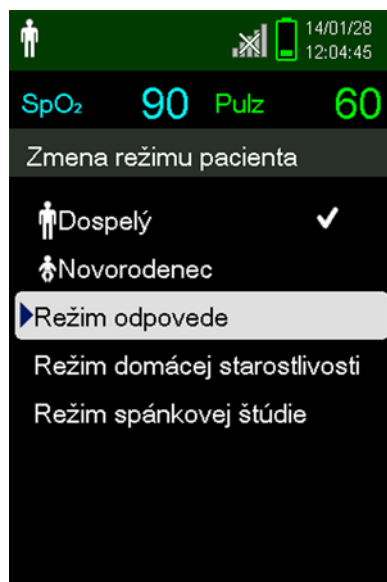 14/01/28
12:04:45
SpO₂ 90 Pulz 60
Zmena režimu pacienta
Dospelý
Novorodenec
Režim odpovede
Režim domácej starostlivosti
Režim spánkovej štúdie